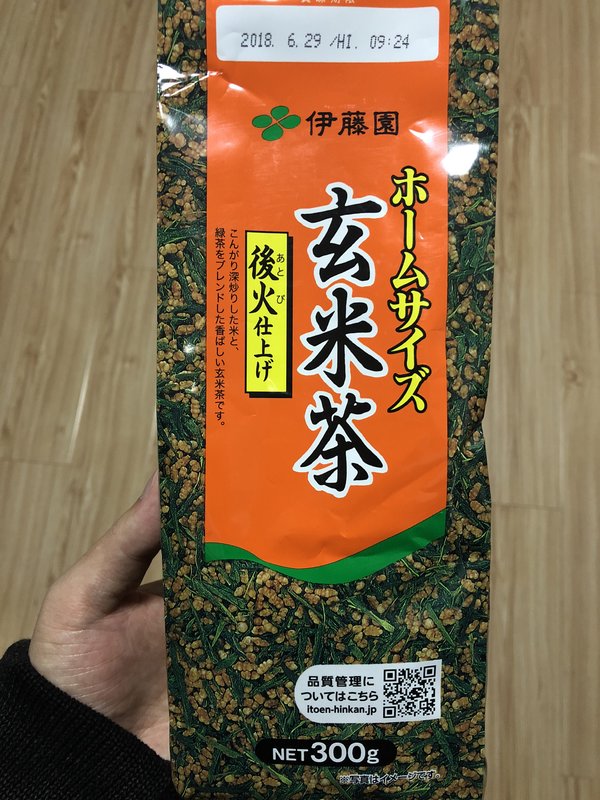 賞味期限
2018. 6.29 /HI. 09:24
伊藤園
ホームサイズ
玄米茶
あとび
後火仕上げ
こんがり深炒りした米と、
緑茶をブレンドした香ばしい玄米茶です。
品質管理に
ついてはこちら
itoen-hinkan.jp
NET300g
※写真はイメージです。